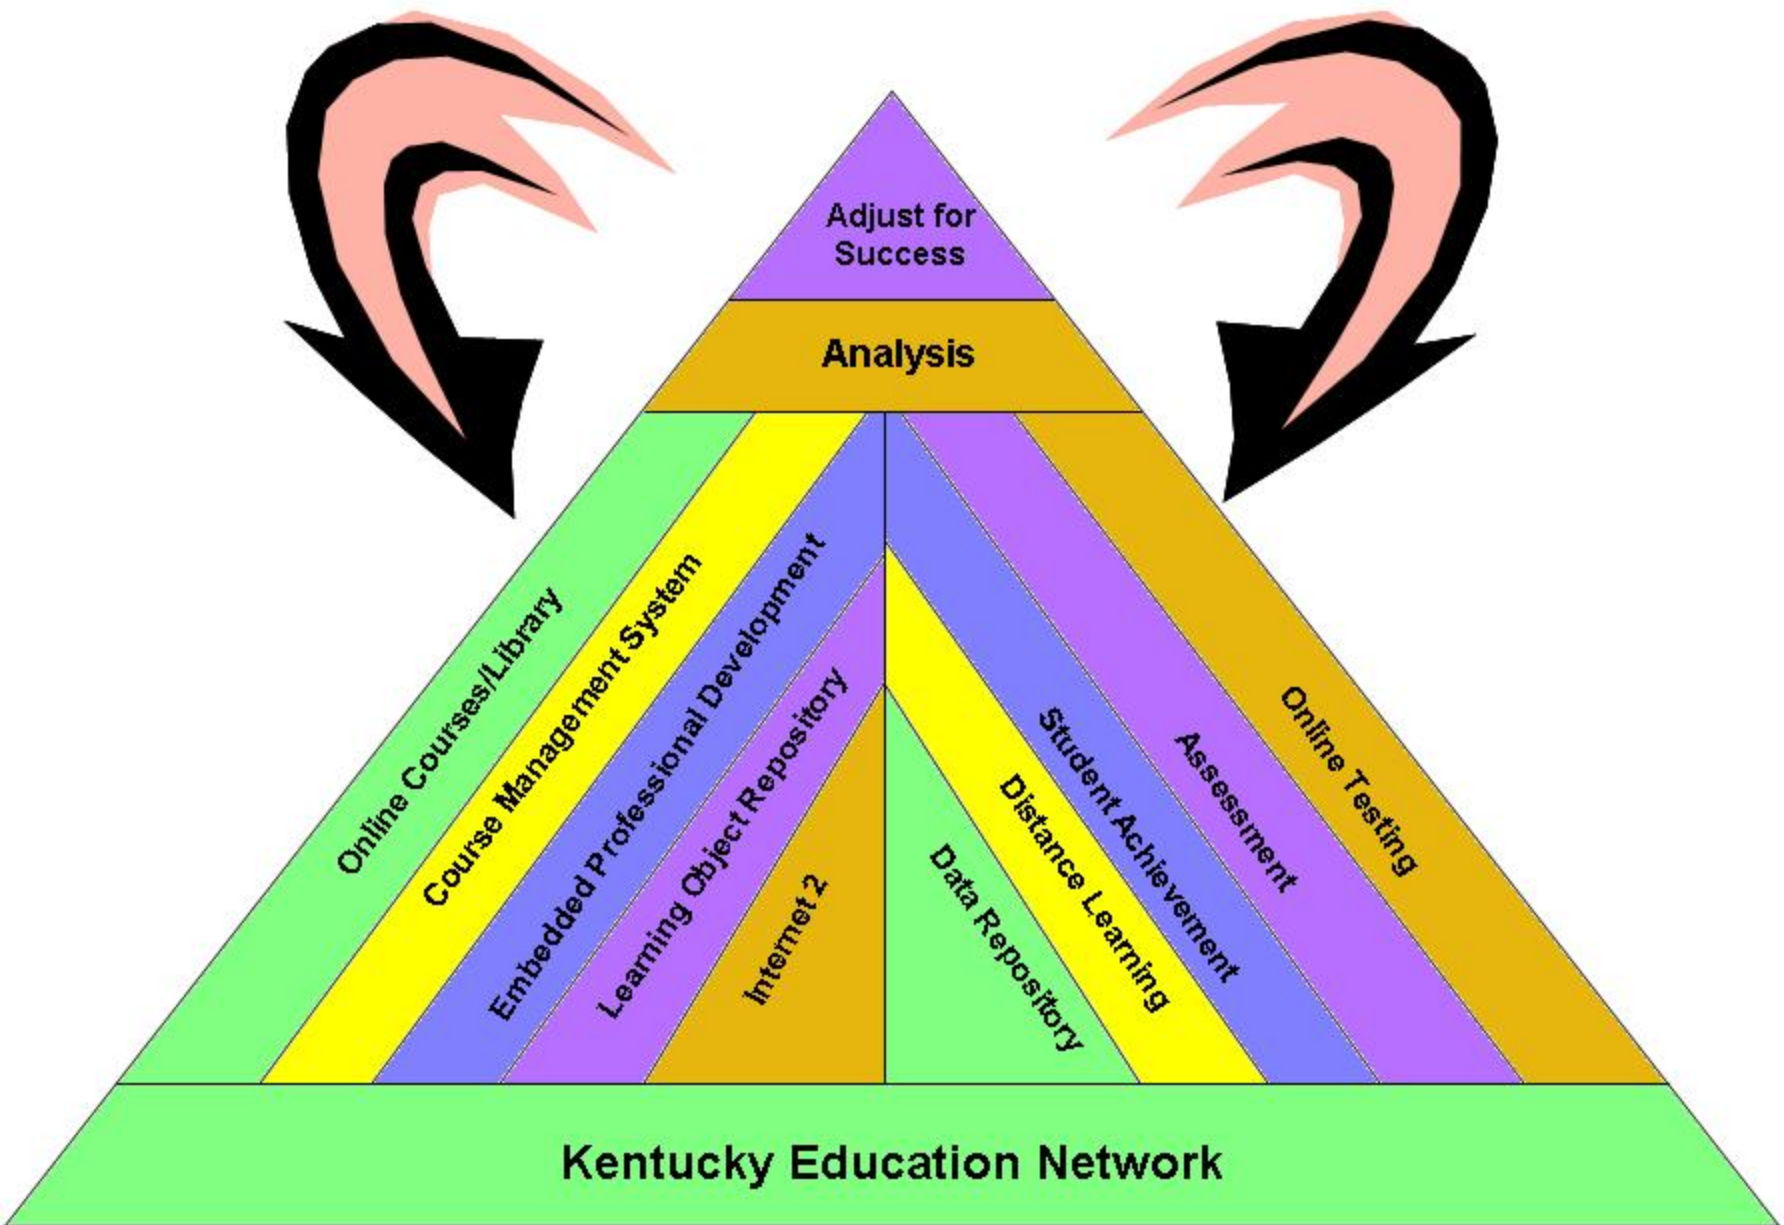 Adjust for
Success
Analysis
Online Courses/Library
Course Management System
Embedded Professional Development
Learning Object Repository
Internet 2
Data Repository
Distance Learning
Student Achievement
Assessment
Online Testing
Kentucky Education Network